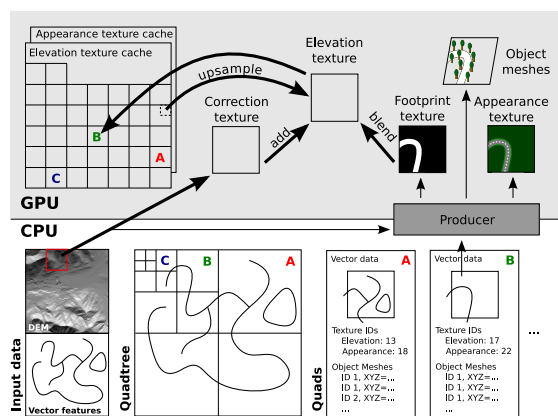 Appearance texture cache
Elevation texture cache
upsample
Elevation
texture
Object
meshes
Correction
texture
add
blend
Footprint
texture
Appearance
texture
B
A
C
GPU
CPU
Producer
Input data
DEM
Vector features
Quadtree
C
B
A
Quads
Vector data
A
Texture IDs
Elevation: 13
Appearance: 18
Object Meshes
ID 1, XYZ=...
ID 1, XYZ=...
ID 2, XYZ=...
...
Vector data
B
Texture IDs
Elevation: 17
Appearance: 22
Object Meshes
ID 1, XYZ=...
ID 1, XYZ=...
ID 1, XYZ=...
...
...